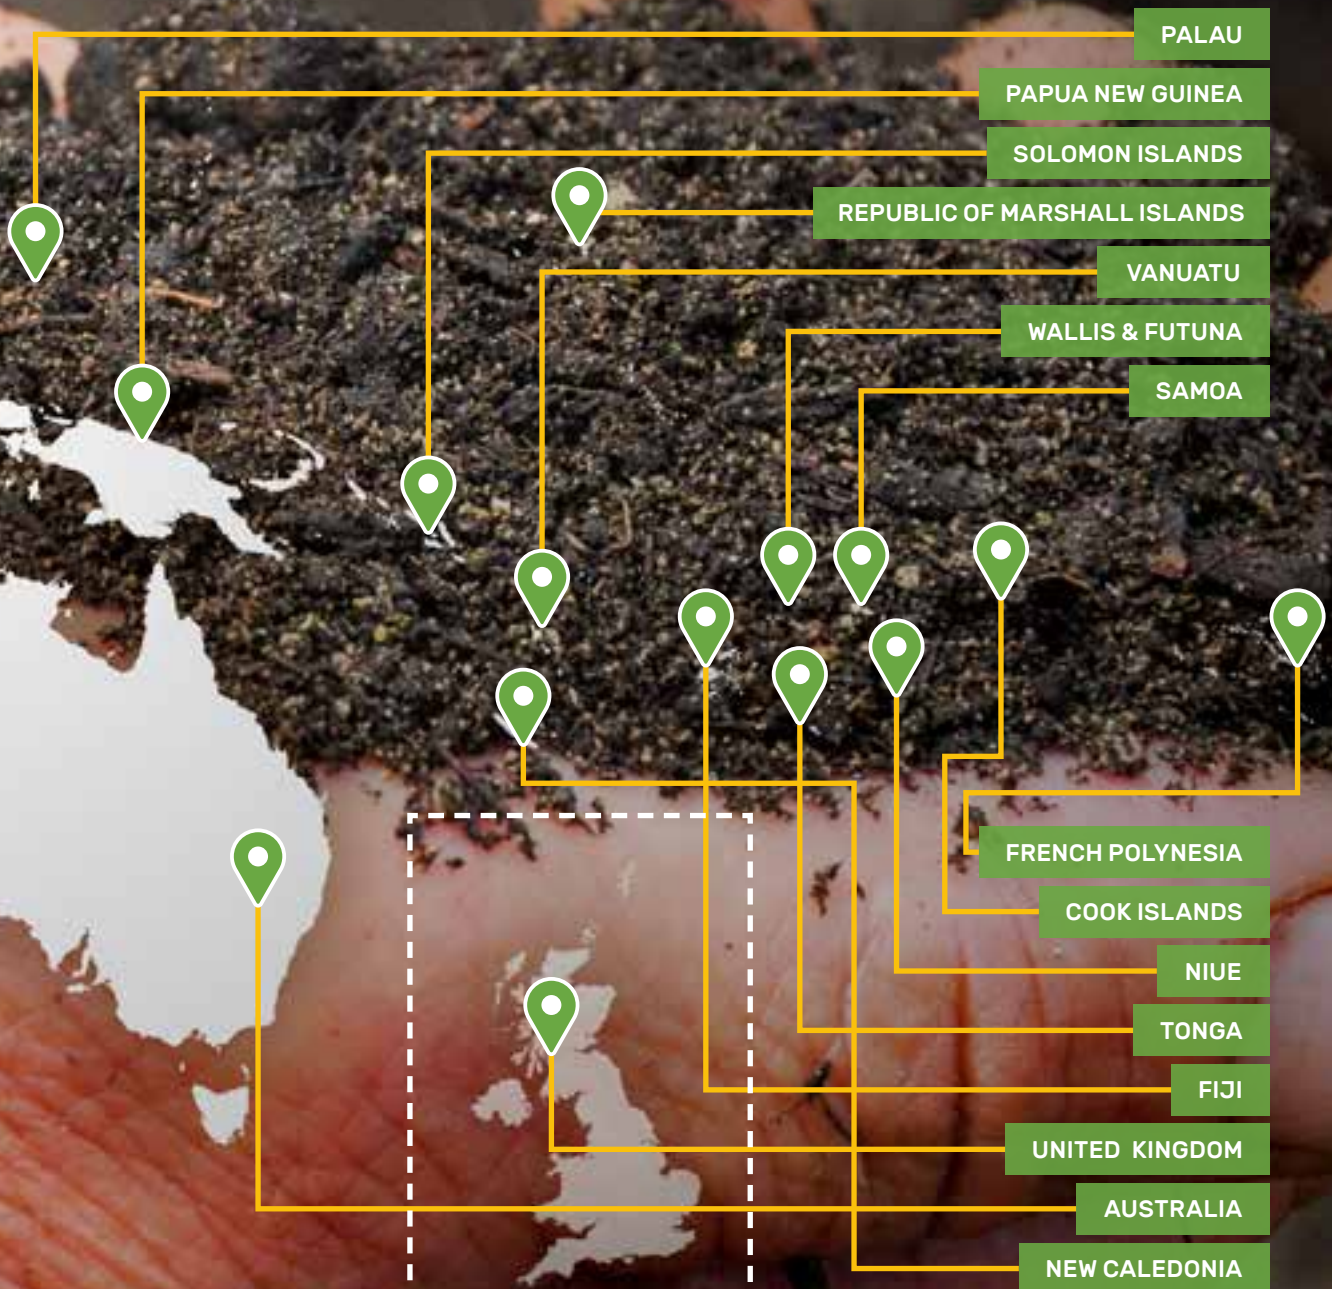 PALAU
PAPUA NEW GUINEA
SOLOMON ISLANDS
REPUBLIC OF MARSHALL ISLANDS
VANUATU
WALLIS & FUTUNA
SAMOA
FRENCH POLYNESIA
COOK ISLANDS
NIUE
TONGA
FIJI
UNITED KINGDOM
AUSTRALIA
NEW CALEDONIA